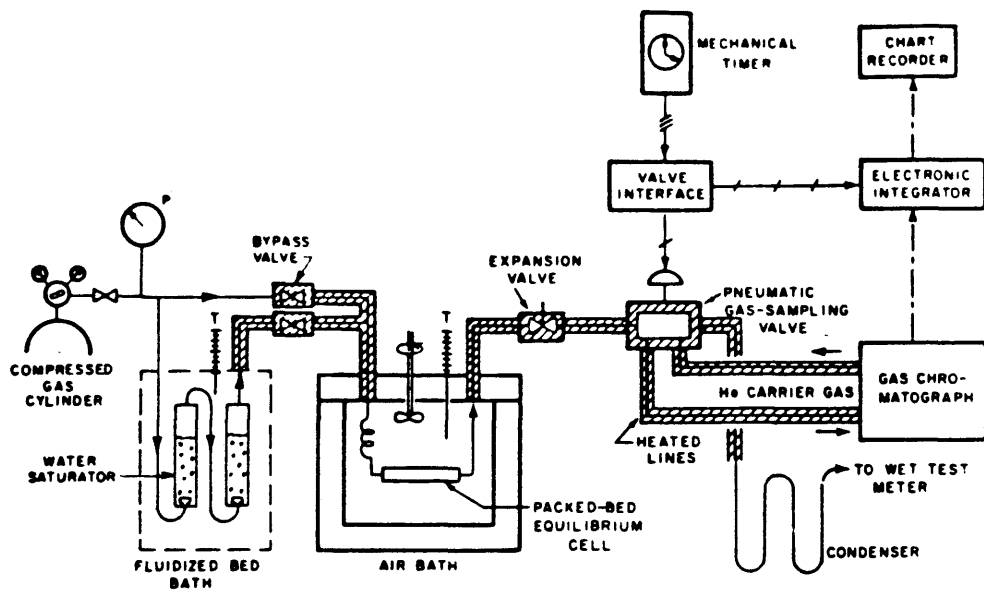 MECHANICAL
TIMER
CHART
RECORDER
VALVE
INTERFACE
ELECTRONIC
INTEGRATOR
P
BYPASS
VALVE
EXPANSION
VALVE
PNEUMATIC
GAS-SAMPLING
VALVE
T
T
COMPRESSED
GAS
CYLINDER
He CARRIER GAS
GAS CHRO-
MATOGRAPH
HEATED
LINES
WATER
SATURATOR
TO WET TEST
METER
PACKED-BED
EQUILIBRIUM
CELL
CONDENSER
FLUIDIZED BED
BATH
AIR BATH